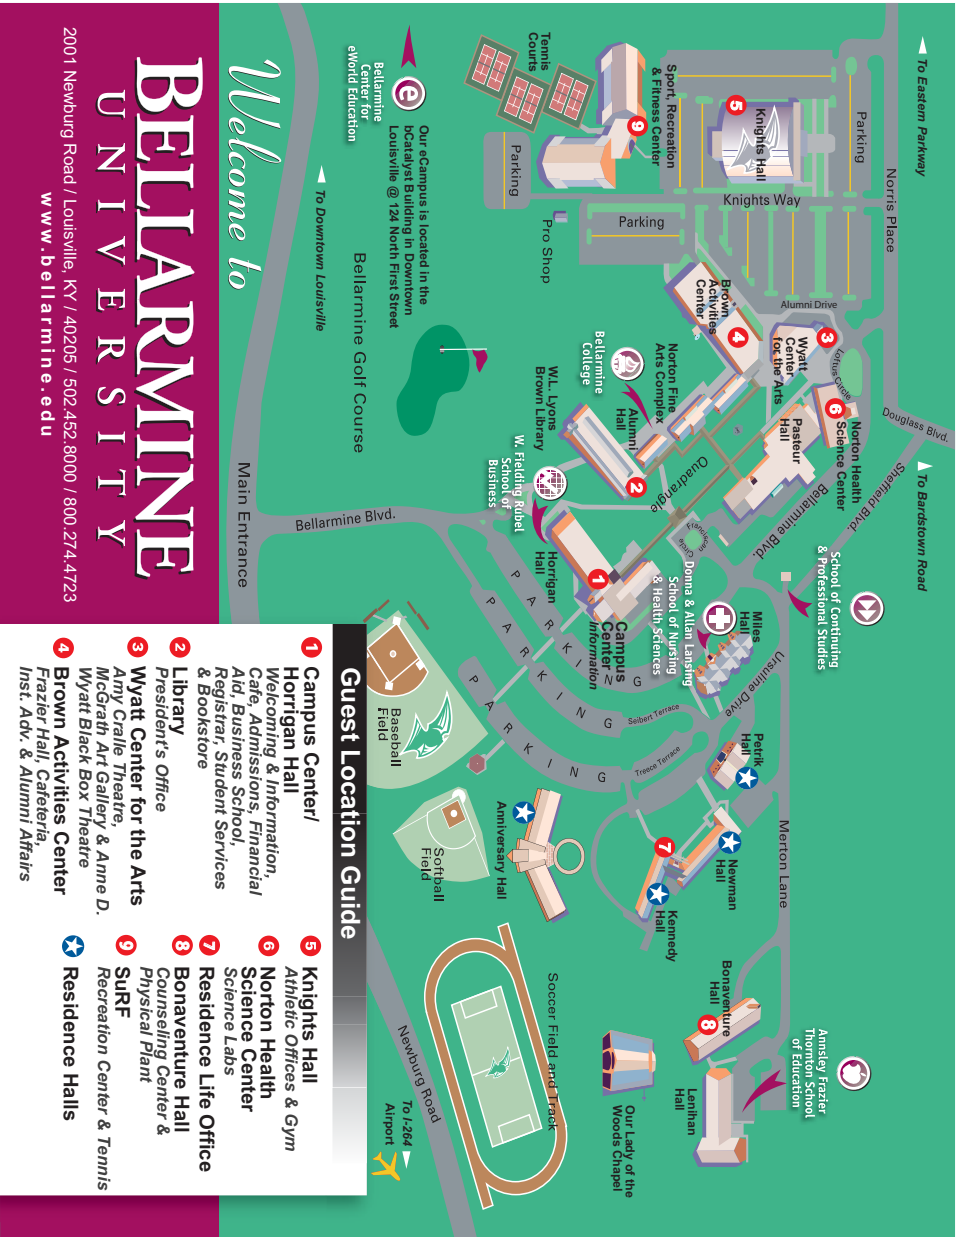 Welcome to
BELLARMINE
UNIVERSITY
2001 Newburg Road / Louisville, KY / 40205 / 502.452.8000 / 800.274.4723
www.bellarmine.edu
To Eastern Parkway
Norris Place
Parking
5
Knights Hall
Knights Way
Parking
Sport, Recreation
& Fitness Center
9
Tennis
Courts
Parking
Pro Shop
e
Bellarmine
Center for
eWorld Education
Our eCampus is located in the
bCatalyst Building in Downtown
Louisville @ 124 North First Street
To Downtown Louisville
Bellarmine Golf Course
Alumni Drive
3
Wyatt
Center
for the Arts
Loftus Circle
Brown
Activities
Center
4
Douglass Blvd.
Sheffield Blvd.
To Bardstown Road
6
Norton Health
Science Center
Pasteur
Hall
Bellarmine Blvd.
Norton Fine
Arts Complex
Alumni
Hall
Bellarmine
College
W.L. Lyons
Brown Library
2
Quadrangle
W. Fielding Rubel
School of
Business
Franciscan
Circle
Horrigan
Hall
1
Campus
Center
Information
Donna & Allan Lansing
School of Nursing
& Health Sciences
School of Continuing
& Professional Studies
Miles
Hall
Ursuline Drive
Main Entrance
Bellarmine Blvd.
PARKING
PARKING
PARKING
Seibert Terrace
Treece Terrace
Petrik
Hall
Merton Lane
Newman
Hall
7
Kennedy
Hall
Anniversary Hall
Baseball
Field
Softball
Field
Soccer Field and Track
Bonaventure
Hall
8
Lenihan
Hall
Annsley Frazier
Thornton School
of Education
Our Lady of the
Woods Chapel
Newburg Road
To I-264
Airport
Guest Location Guide
1 Campus Center/
Horrigan Hall
Welcoming & Information,
Cafe, Admissions, Financial
Aid, Business School,
Registrar, Student Services
& Bookstore
2 Library
President's Office
3 Wyatt Center for the Arts
Amy Cralle Theatre,
McGrath Art Gallery & Anne D.
Wyatt Black Box Theatre
4 Brown Activities Center
Frazier Hall, Cafeteria,
Inst. Adv. & Alumni Affairs
5 Knights Hall
Athletic Offices & Gym
6 Norton Health
Science Center
Science Labs
7 Residence Life Office
8 Bonaventure Hall
Counseling Center &
Physical Plant
9 SuRF
Recreation Center & Tennis
Residence Halls